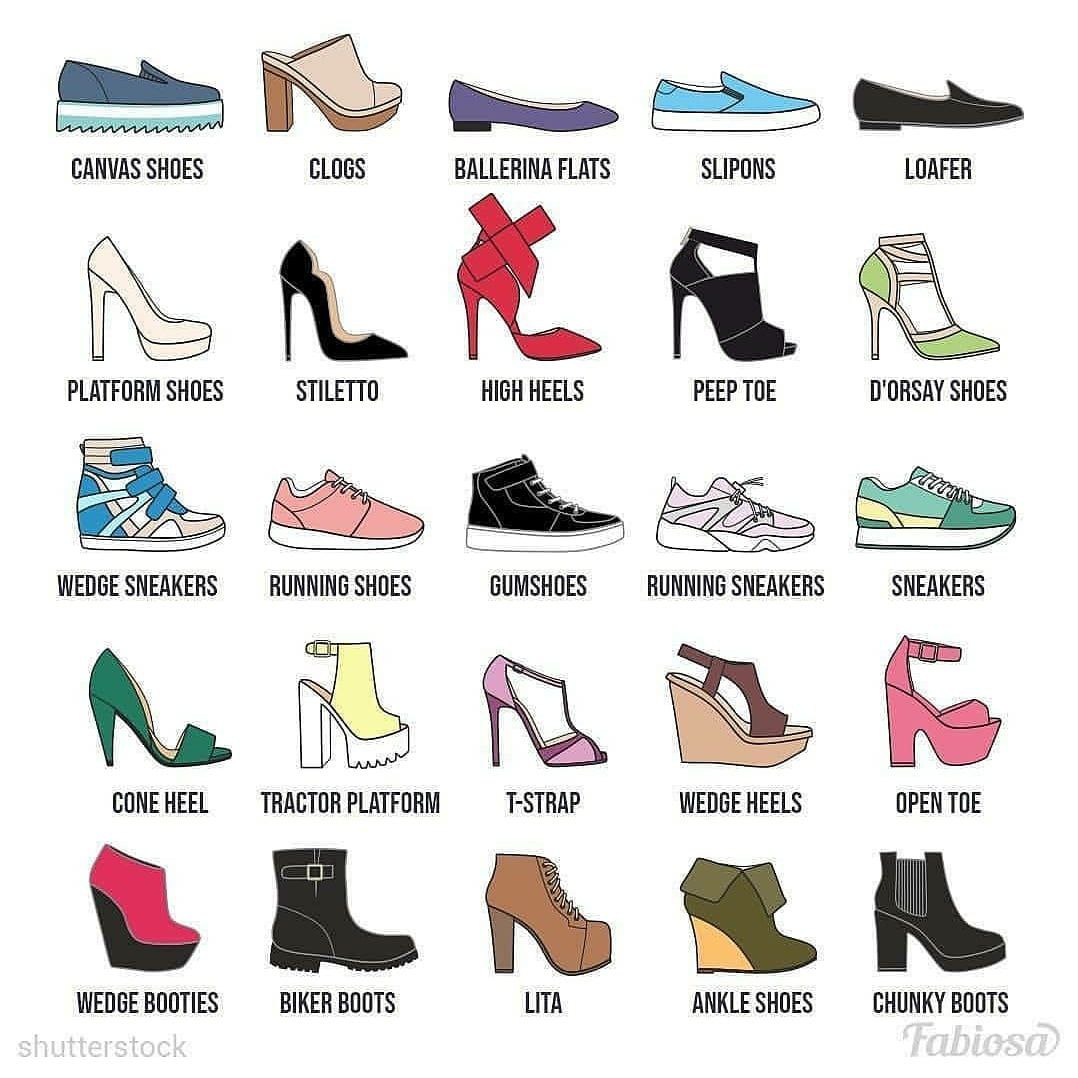 CANVAS SHOES
CLOGS
BALLERINA FLATS
SLIPONS
LOAFER
PLATFORM SHOES
STILETTO
HIGH HEELS
PEEP TOE
D'ORSAY SHOES
WEDGE SNEAKERS
RUNNING SHOES
GUMSHOES
RUNNING SNEAKERS
SNEAKERS
CONE HEEL
TRACTOR PLATFORM
T-STRAP
WEDGE HEELS
OPEN TOE
WEDGE BOOTIES
BIKER BOOTS
LITA
ANKLE SHOES
CHUNKY BOOTS
shutterstock
Fabiosa